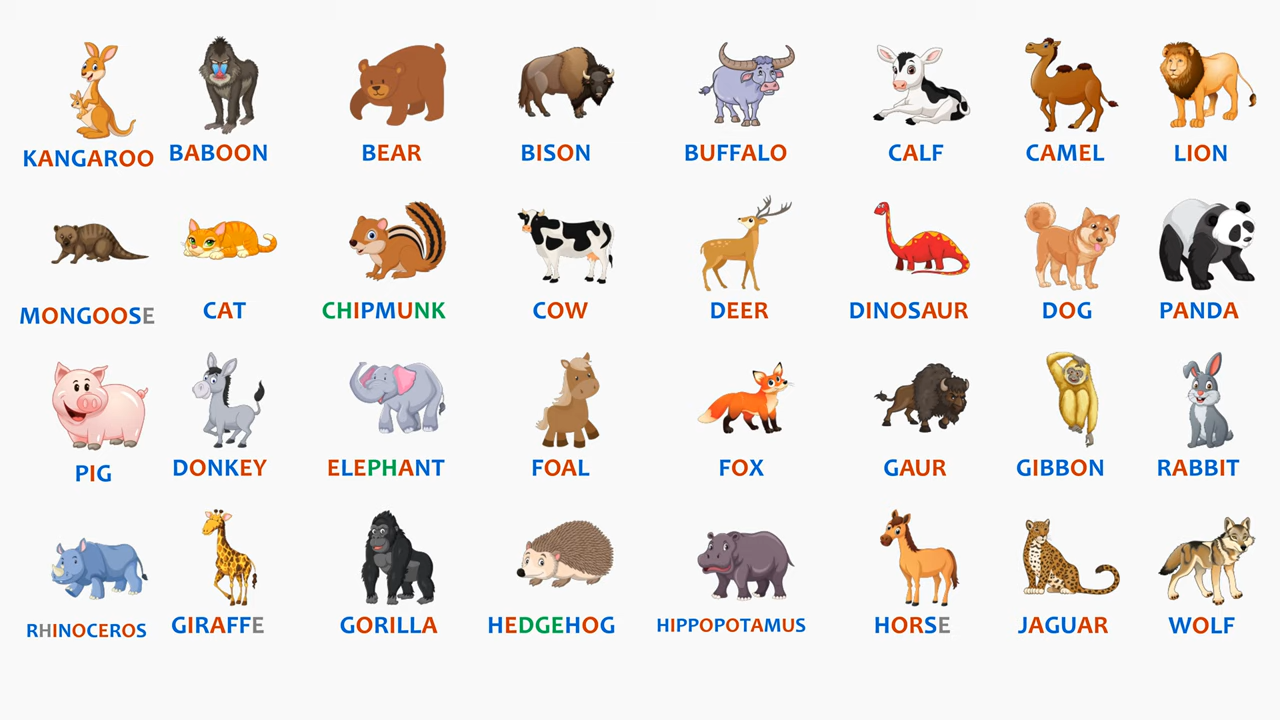 KANGAROO BABOON BEAR BISON BUFFALO CALF CAMEL LION
MONGOOSE CAT CHIPMUNK COW DEER DINOSAUR DOG PANDA
PIG DONKEY ELEPHANT FOAL FOX GAUR GIBBON RABBIT
RHINOCEROS GIRAFFE GORILLA HEDGEHOG HIPPOPOTAMUS HORSE JAGUAR WOLF